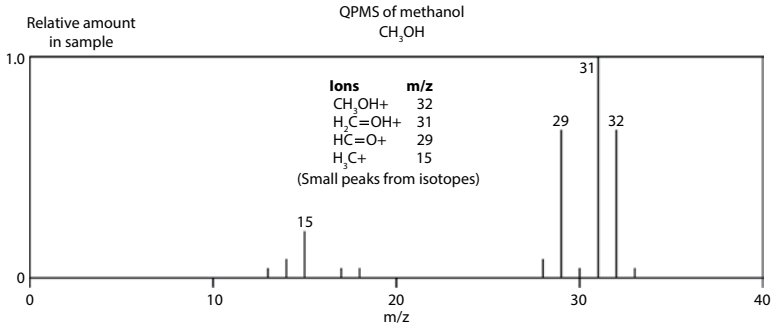 QPMS of methanol
CH₃OH
Relative amount
in sample
1.0
0
Ions m/z
CH₃OH+ 32
H₂C=OH+ 31
HC=O+ 29
H₃C+ 15
(Small peaks from isotopes)
15
29
31
32
0 10 20 30 40
m/z